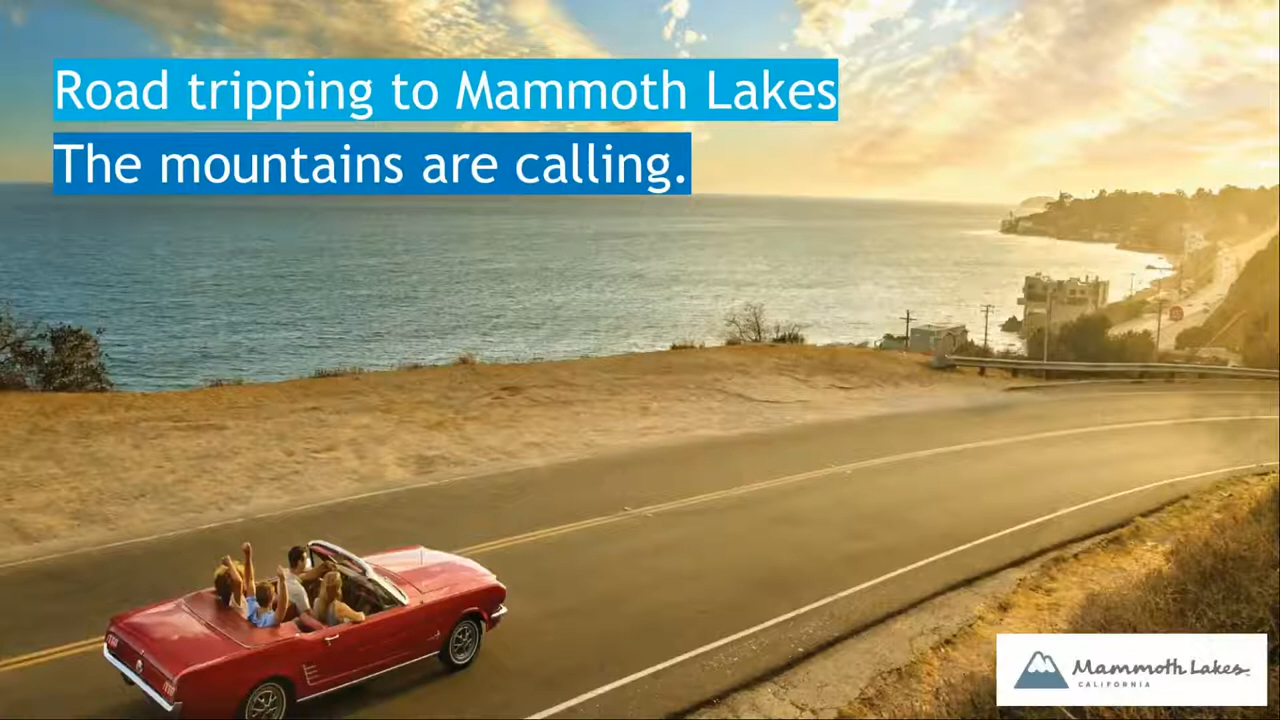 Road tripping to Mammoth Lakes
The mountains are calling.
Mammoth Lakes
CALIFORNIA